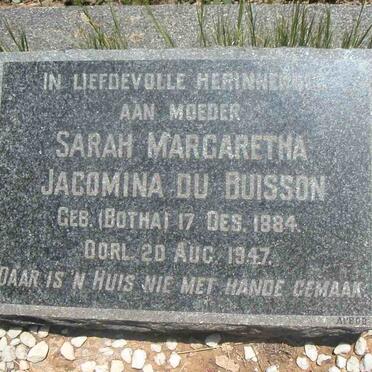 IN LIEFDEVOLLE HERINNERING
AAN MOEDER
SARAH MARGARETHA
JACOMINA DU BUISSON
GEB. (BOTHA) 17 DES. 1884.
OORL. 20 AUG. 1947.
DAAR IS 'N HUIS NIE MET HANDE GEMAAK